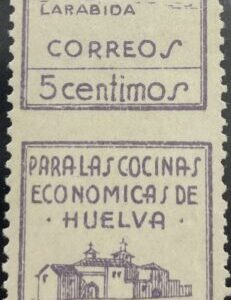 LARABIDA
CORREOS
5 centimos
PARA LAS COCINAS
ECONOMICAS DE
· HUELVA ·